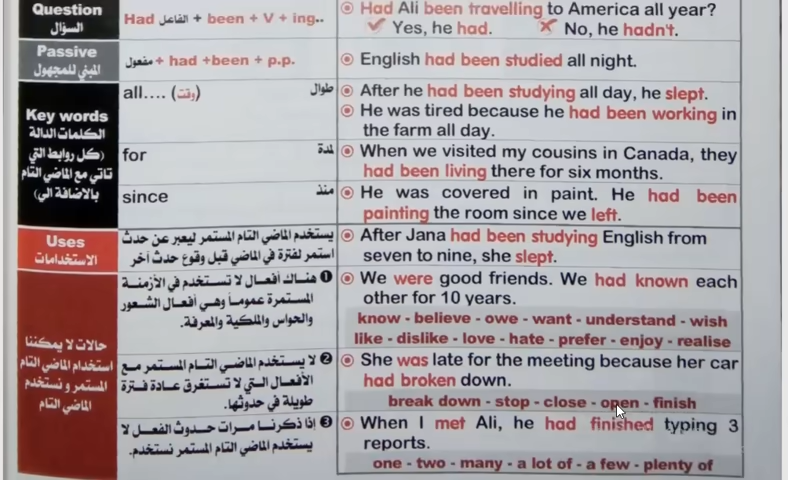 Question
السؤال
Had الفاعل + been + V + ing..
Had Ali been travelling to America all year?
Yes, he had. No, he hadn't.
Passive
المبني للمجهول
مفعول + had +been + p.p.
English had been studied all night.
Key words
الكلمات الدالة
(كل روابط التي
تاتي مع الماضي التام
بالاضافة الي)
all.... (وقت)
طوال
After he had been studying all day, he slept.
He was tired because he had been working in
the farm all day.
for
لمدة
When we visited my cousins in Canada, they
had been living there for six months.
since
منذ
He was covered in paint. He had been
painting the room since we left.
Uses
الاستخدامات
يستخدم الماضي التام المستمر ليعبر عن حدث
استمر لفترة في الماضي قبل وقوع حدث أخر
After Jana had been studying English from
seven to nine, she slept.
حالات لا يمكننا
استخدام الماضي التام
المستمر و نستخدم
الماضي التام
❶ هناك أفعال لا تستخدم في الأزمنة
المستمرة عموماً وهي أفعال الشعور
والحواس والملكية والمعرفة.
We were good friends. We had known each
other for 10 years.
know - believe - owe - want - understand - wish
like - dislike - love - hate - prefer - enjoy - realise
❷ لا يستخدم الماضي التام المستمر مع
الأفعال التي لا تستغرق عادة فترة
طويلة في حدوثها.
She was late for the meeting because her car
had broken down.
break down - stop - close - open - finish
❸ إذا ذكرنا مرات حدوث الفعل لا
يستخدم الماضي التام المستمر نستخدم.
When I met Ali, he had finished typing 3
reports.
one - two - many - a lot of - a few - plenty of